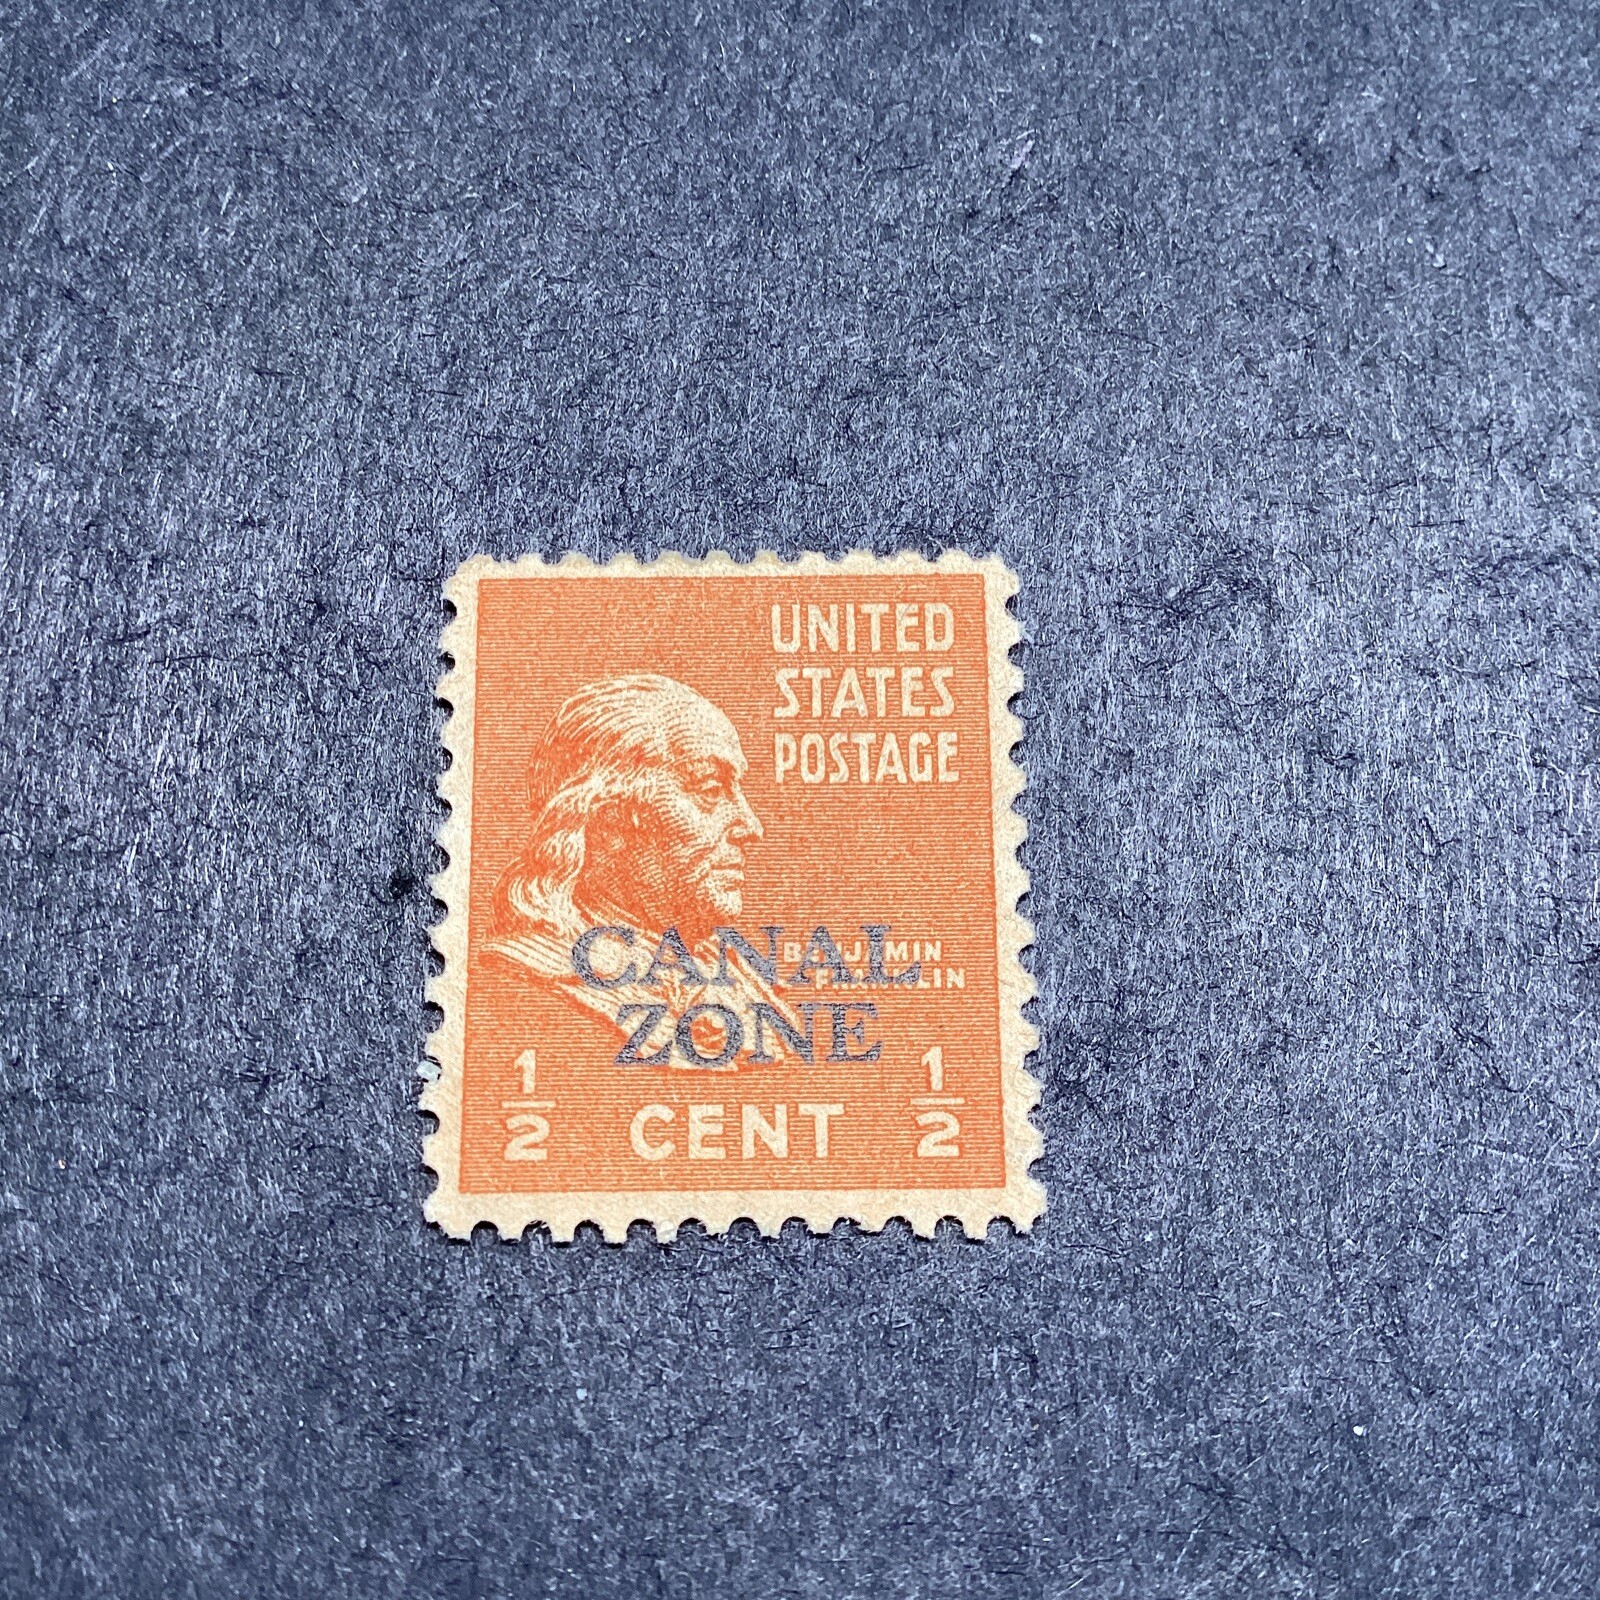 UNITED
STATES
POSTAGE
BENJAMIN
FRANKLIN
CANAL
ZONE
1/2 CENT 1/2